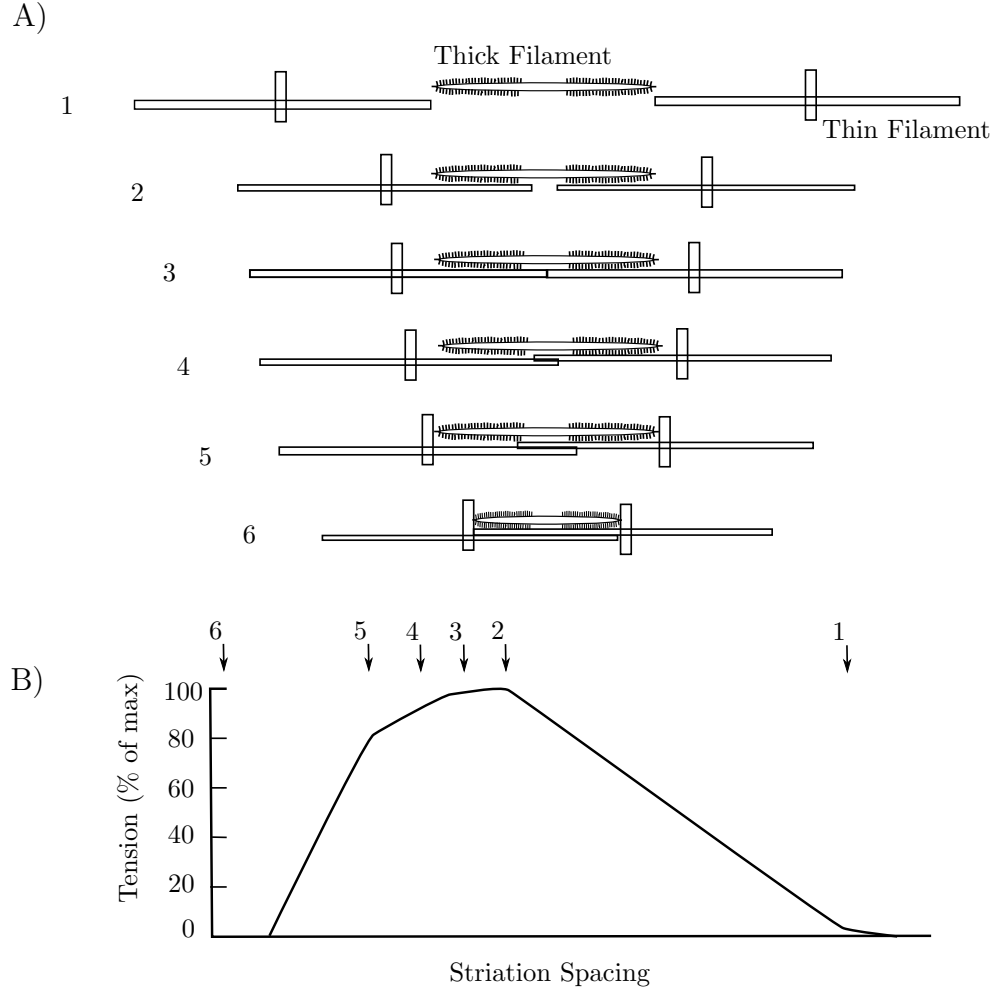 A)
Thick Filament
1
Thin Filament
2
3
4
5
6
6 5 4 3 2 1
B)
Tension (% of max)
100
80
60
40
20
0
Striation Spacing